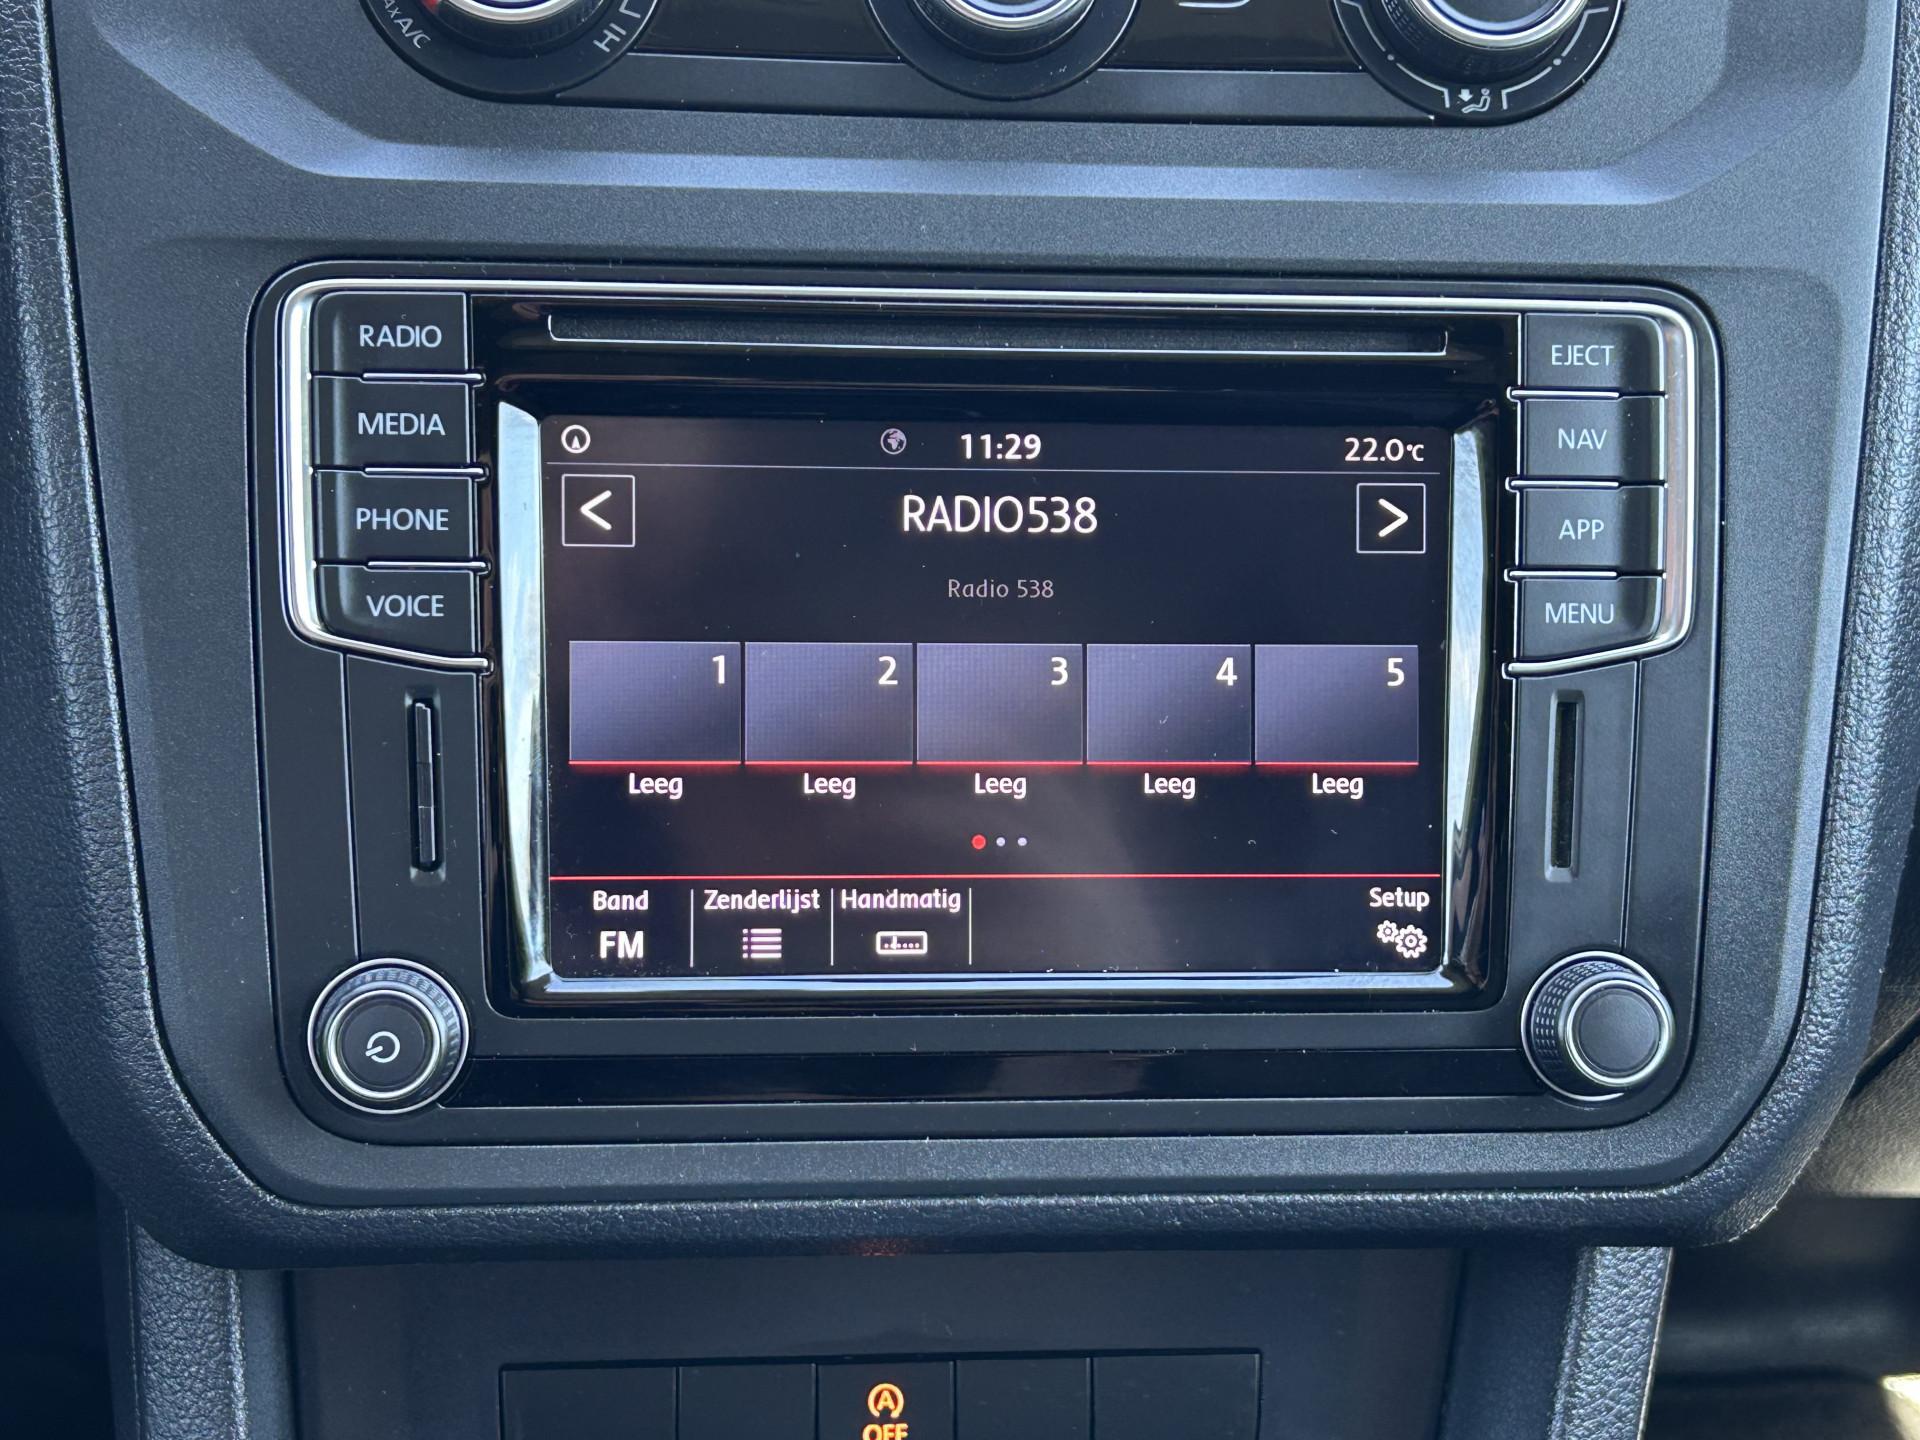 A/C
HI
RADIO
MEDIA
PHONE
VOICE
EJECT
NAV
APP
MENU
11:29
22.0°C
<
RADIO538
>
Radio 538
1
2
3
4
5
Leeg
Leeg
Leeg
Leeg
Leeg
Band
Zenderlijst
Handmatig
Setup
FM
A
OFF